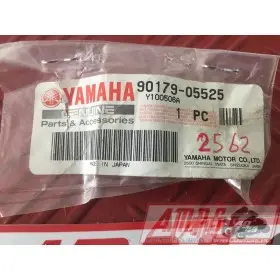 YAMAHA 90179-05525
Y100506A
GENUINE
Parts & Accessories
1 PC
2562
YAMAHA MOTOR CO., LTD.
MADE IN JAPAN